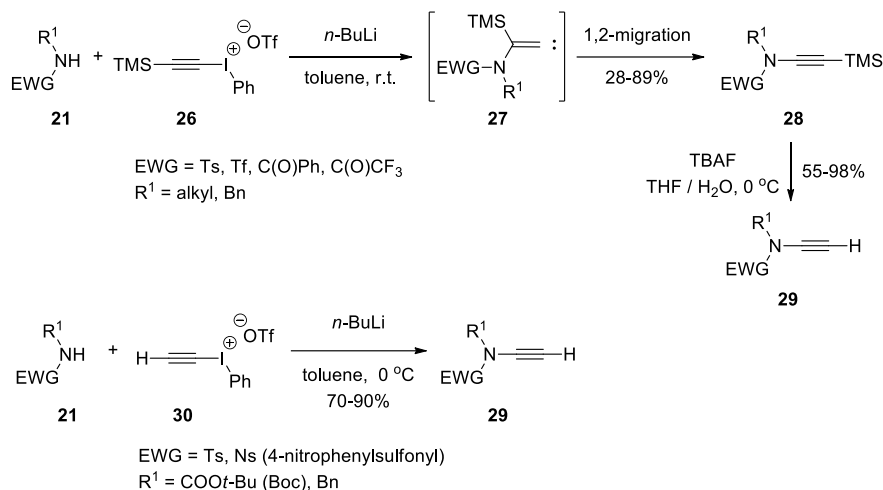 R1
NH
EWG
21
+
TMS
I
+
−
OTf
Ph
26
n-BuLi
toluene, r.t.
TMS
EWG
N
R1
:
27
1,2-migration
28-89%
R1
N
EWG
TMS
28
EWG = Ts, Tf, C(O)Ph, C(O)CF3
R1 = alkyl, Bn
TBAF
THF / H2O, 0 oC
55-98%
R1
N
EWG
H
29
R1
NH
EWG
21
+
H
I
+
−
OTf
Ph
30
n-BuLi
toluene, 0 oC
70-90%
R1
N
EWG
H
29
EWG = Ts, Ns (4-nitrophenylsulfonyl)
R1 = COOt-Bu (Boc), Bn